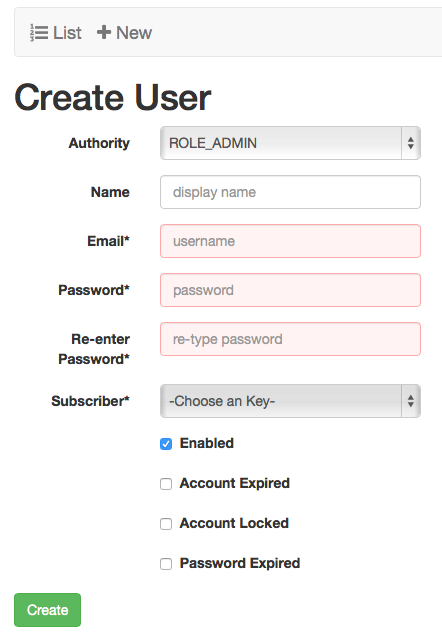 List New
Create User
Authority ROLE_ADMIN
Name display name
Email* username
Password* password
Re-enter re-type password
Password*
Subscriber* -Choose an Key-
Enabled
Account Expired
Account Locked
Password Expired
Create